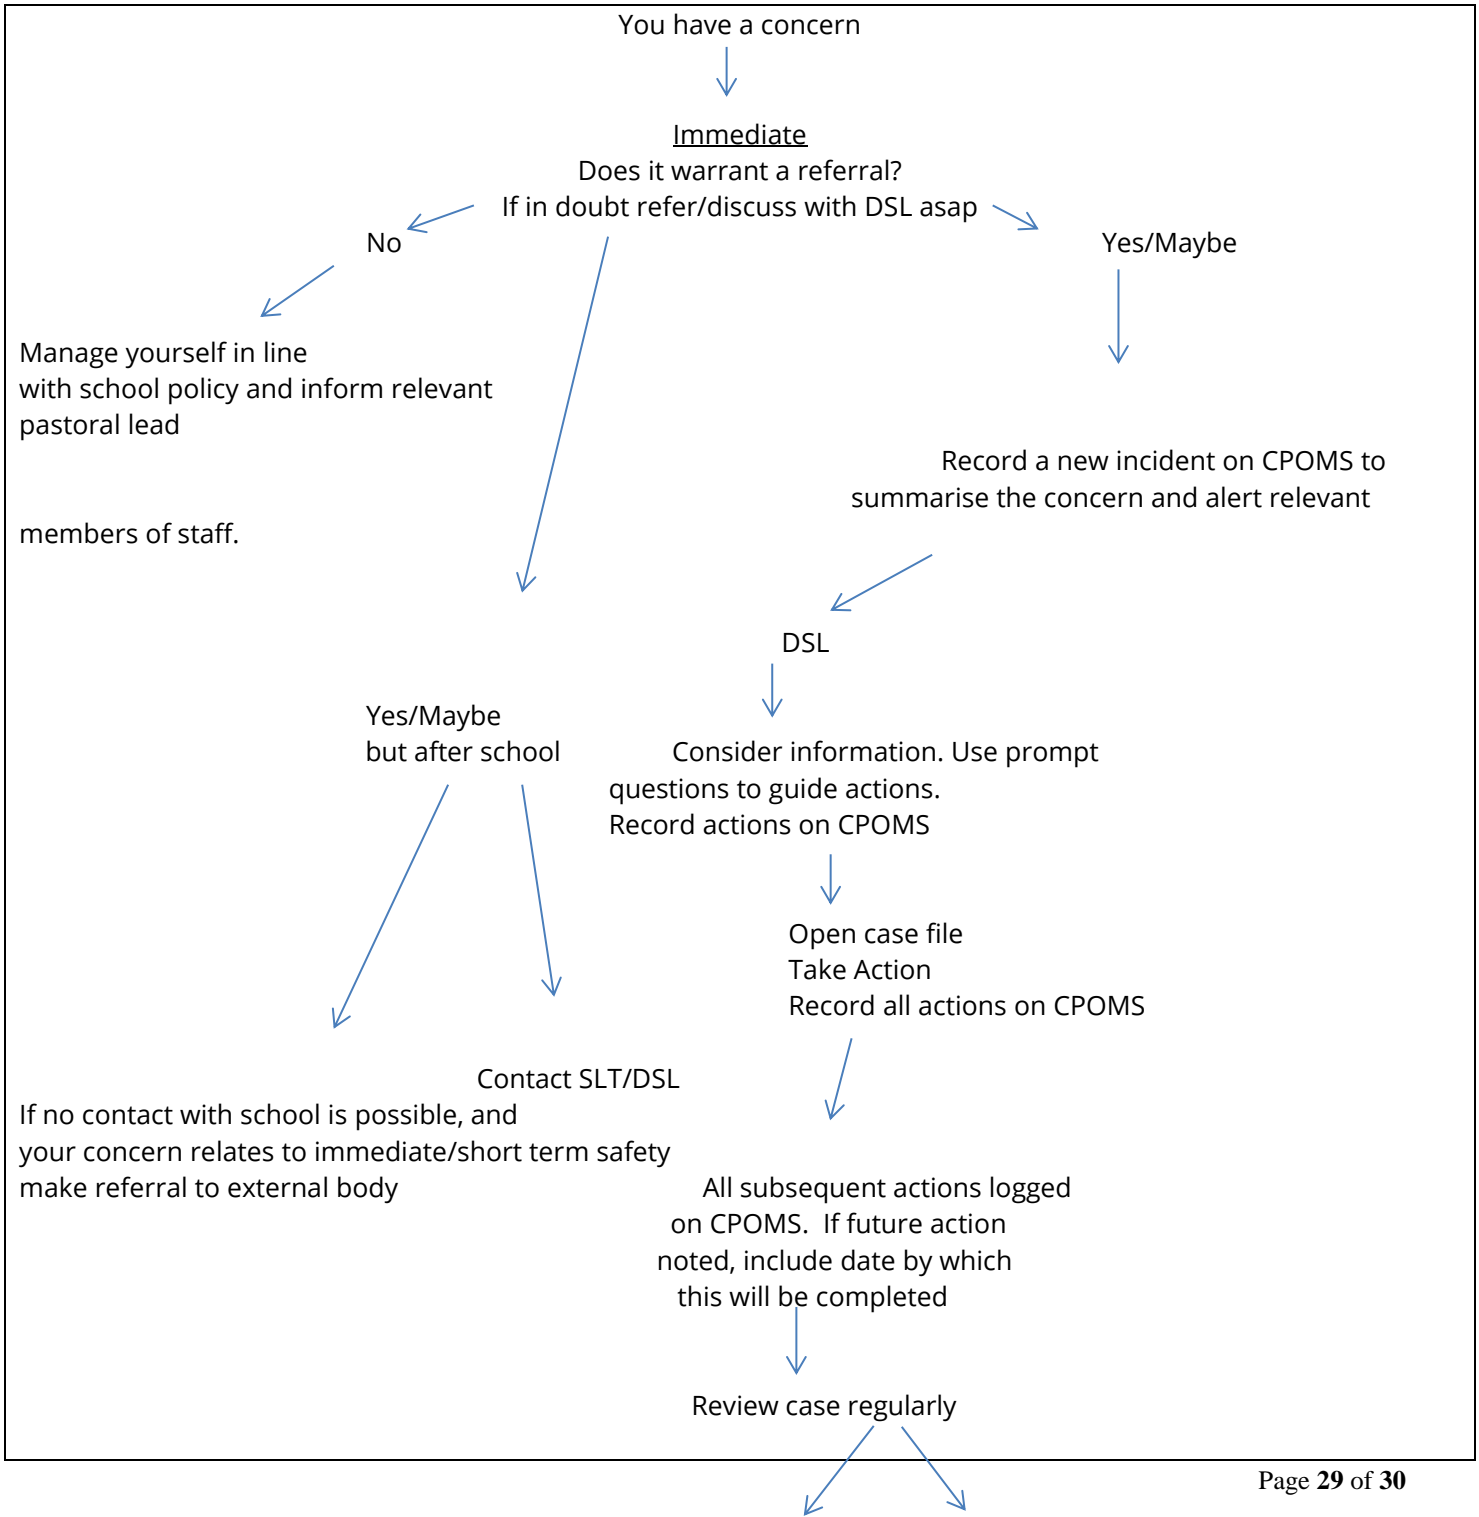 You have a concern
Immediate
Does it warrant a referral?
If in doubt refer/discuss with DSL asap
No
Yes/Maybe
Manage yourself in line
with school policy and inform relevant
pastoral lead
Record a new incident on CPOMS to
summarise the concern and alert relevant
members of staff.
DSL
Yes/Maybe
but after school
Consider information. Use prompt
questions to guide actions.
Record actions on CPOMS
Open case file
Take Action
Record all actions on CPOMS
Contact SLT/DSL
If no contact with school is possible, and
your concern relates to immediate/short term safety
make referral to external body
All subsequent actions logged
on CPOMS.  If future action
noted, include date by which
this will be completed
Review case regularly
Page 29 of 30